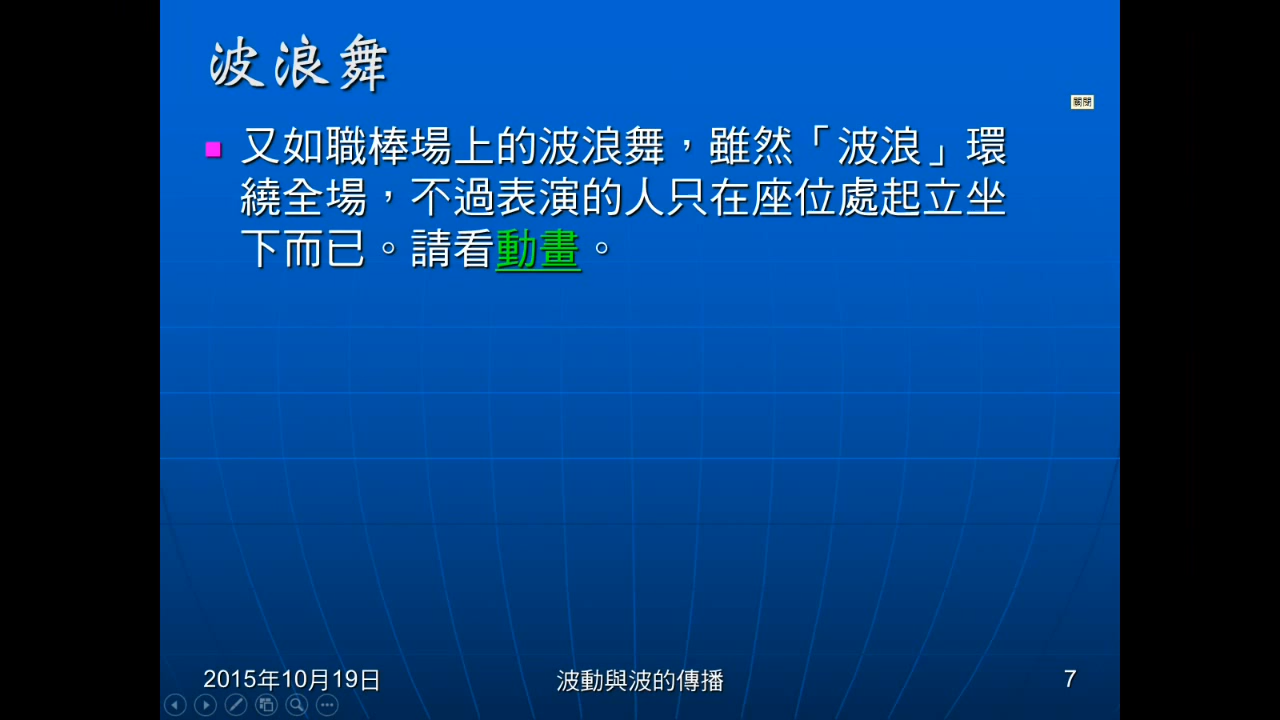 波浪舞
關閉
又如職棒場上的波浪舞，雖然「波浪」環
繞全場，不過表演的人只在座位處起立坐
下而已。請看動畫。
2015年10月19日
波動與波的傳播
7